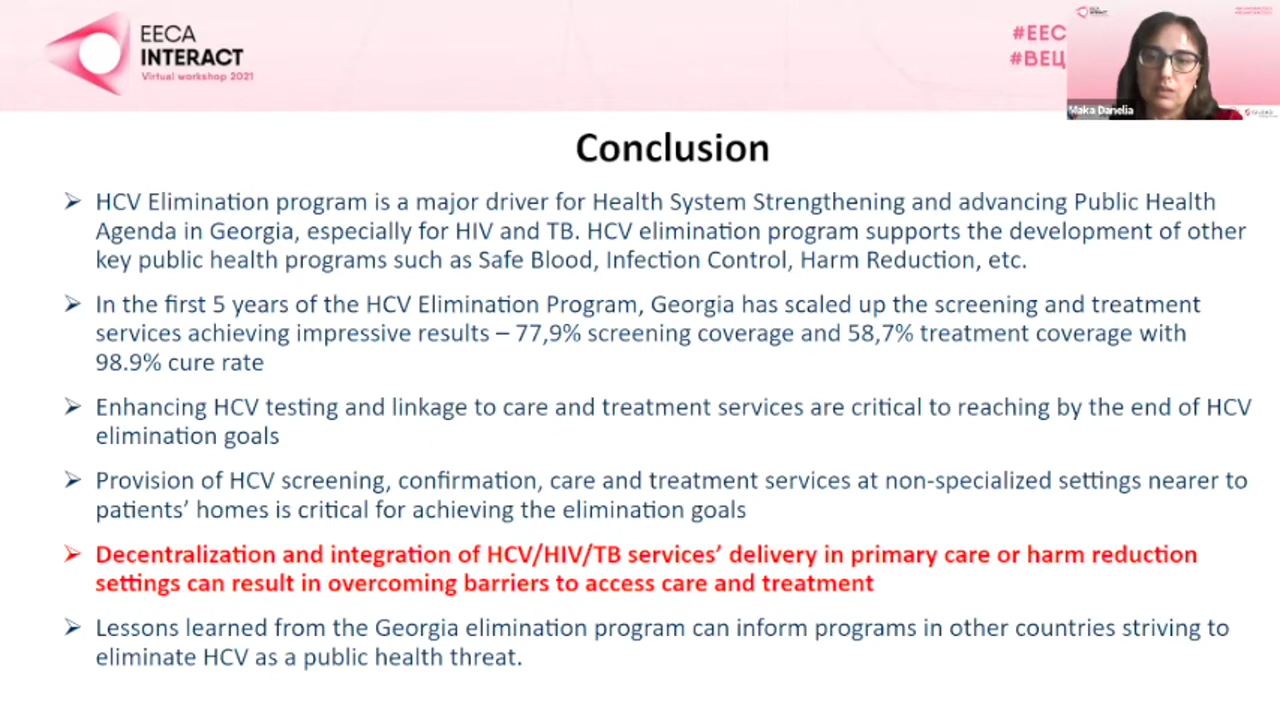 EECA
INTERACT
Virtual workshop 2021
#EEC
#ВЕЦ
Maka Danelia
Conclusion
➢ HCV Elimination program is a major driver for Health System Strengthening and advancing Public Health
Agenda in Georgia, especially for HIV and TB. HCV elimination program supports the development of other
key public health programs such as Safe Blood, Infection Control, Harm Reduction, etc.
➢ In the first 5 years of the HCV Elimination Program, Georgia has scaled up the screening and treatment
services achieving impressive results – 77,9% screening coverage and 58,7% treatment coverage with
98.9% cure rate
➢ Enhancing HCV testing and linkage to care and treatment services are critical to reaching by the end of HCV
elimination goals
➢ Provision of HCV screening, confirmation, care and treatment services at non-specialized settings nearer to
patients’ homes is critical for achieving the elimination goals
➢ Decentralization and integration of HCV/HIV/TB services’ delivery in primary care or harm reduction
settings can result in overcoming barriers to access care and treatment
➢ Lessons learned from the Georgia elimination program can inform programs in other countries striving to
eliminate HCV as a public health threat.